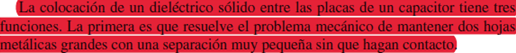 La colocación de un dieléctrico sólido entre las placas de un capacitor tiene tres
funciones. La primera es que resuelve el problema mecánico de mantener dos hojas
metálicas grandes con una separación muy pequeña sin que hagan contacto.